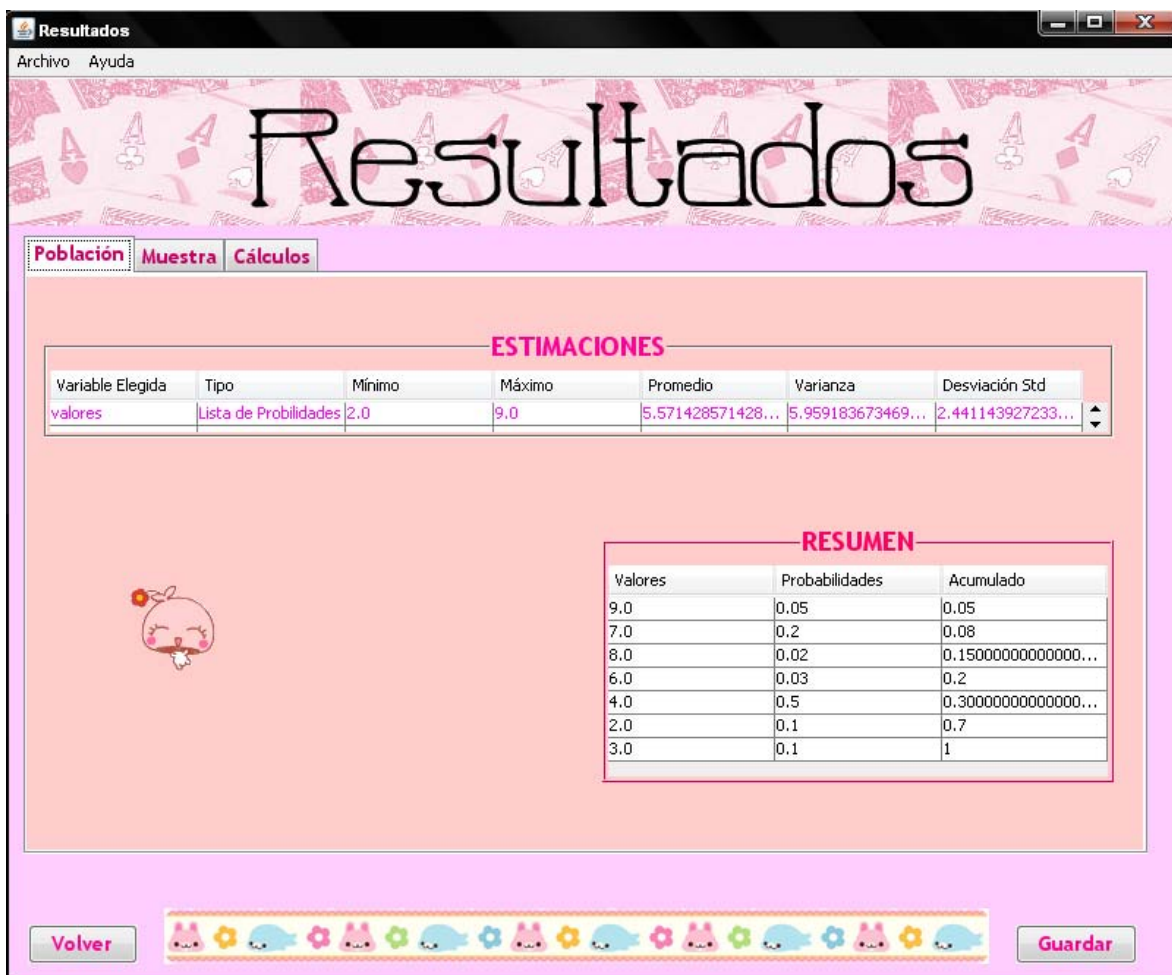 Resultados
Archivo Ayuda
Resultados
Población Muestra Cálculos
ESTIMACIONES
Variable Elegida Tipo Mínimo Máximo Promedio Varianza Desviación Std
valores Lista de Probilidades 2.0 9.0 5.571428571428... 5.959183673469... 2.441143927233...
RESUMEN
Valores Probabilidades Acumulado
9.0 0.05 0.05
7.0 0.2 0.08
8.0 0.02 0.15000000000000...
6.0 0.03 0.2
4.0 0.5 0.30000000000000...
2.0 0.1 0.7
3.0 0.1 1
Volver Guardar